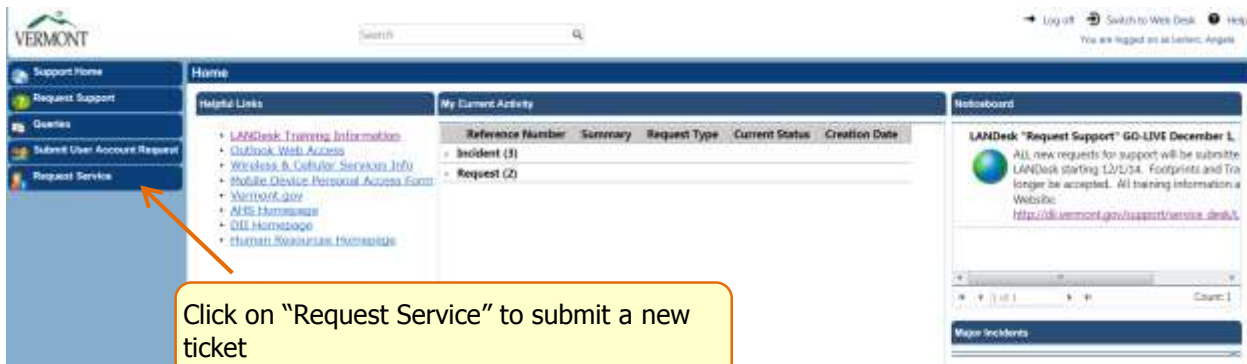 VERMONT
Search
Log off Switch to Web Desk Help
You are logged on as Angela
Support Home
Request Support
Queries
Submit User Account Request
Request Service
Home
Helpful Links
LANDesk Training Information
Outlook Web Access
Wireless & Cellular Services Info
Mobile Device Personal Access Form
Vermont.gov
AHS Homepage
DII Homepage
Human Resources Homepage
My Current Activity
Reference Number Summary Request Type Current Status Creation Date
Incident (3)
Request (2)
Noticeboard
LANDesk "Request Support" GO-LIVE December 1,
ALL new requests for support will be submitte
LANDesk starting 12/1/14. Footprints and Tra
longer be accepted. All training information a
Website:
http://dii.vermont.gov/support/service_desk/L
1 of 1
Count: 1
Major Incidents
Click on “Request Service” to submit a new
ticket